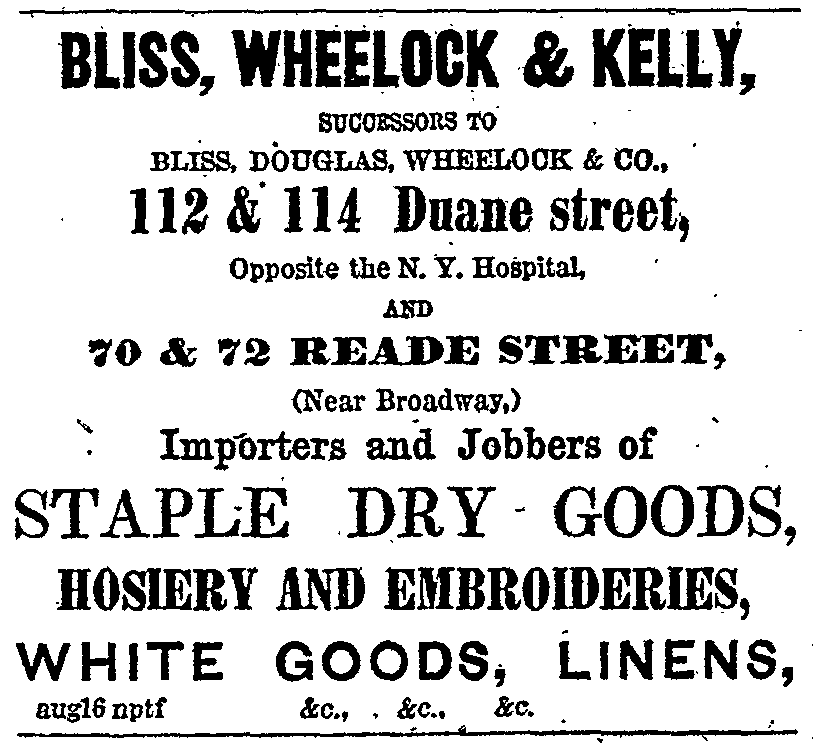 BLISS, WHEELOCK & KELLY,
SUCCESSORS TO
BLISS, DOUGLAS, WHEELOCK & CO.,
112 & 114 Duane street,
Opposite the N. Y. Hospital,
AND
70 & 72 READE STREET,
(Near Broadway,)
Importers and Jobbers of
STAPLE DRY GOODS,
HOSIERY AND EMBROIDERIES,
WHITE GOODS, LINENS,
aug16 nptf &c., &c., &c.